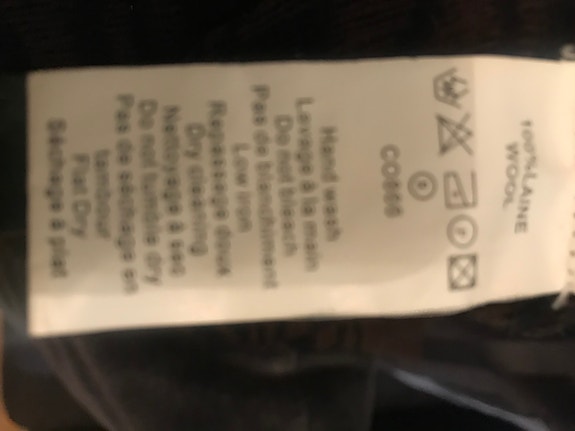 100% LAINE
WOOL
Hand wash
Lavage à la main
Do not bleach
Pas de blanchiment
Low iron
Repassage doux
Dry cleaning
Nettoyage à sec
Do not tumble dry
Pas de séchage en
tambour
Flat Dry
Séchage à plat